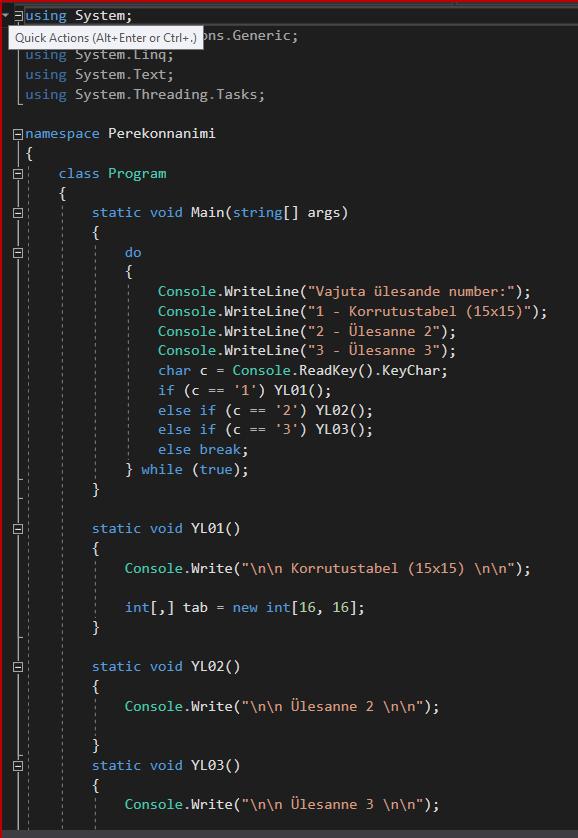 using System;
Quick Actions (Alt+Enter or Ctrl+.)
ons.Generic;
using System.Linq;
using System.Text;
using System.Threading.Tasks;
namespace Perekonnanimi
{
class Program
{
static void Main(string[] args)
{
do
{
Console.WriteLine("Vajuta ülesande number:");
Console.WriteLine("1 - Korrutustabel (15x15)");
Console.WriteLine("2 - Ülesanne 2");
Console.WriteLine("3 - Ülesanne 3");
char c = Console.ReadKey().KeyChar;
if (c == '1') YL01();
else if (c == '2') YL02();
else if (c == '3') YL03();
else break;
} while (true);
}
static void YL01()
{
Console.Write("\n\n Korrutustabel (15x15) \n\n");
int[,] tab = new int[16, 16];
}
static void YL02()
{
Console.Write("\n\n Ülesanne 2 \n\n");
}
static void YL03()
{
Console.Write("\n\n Ülesanne 3 \n\n");